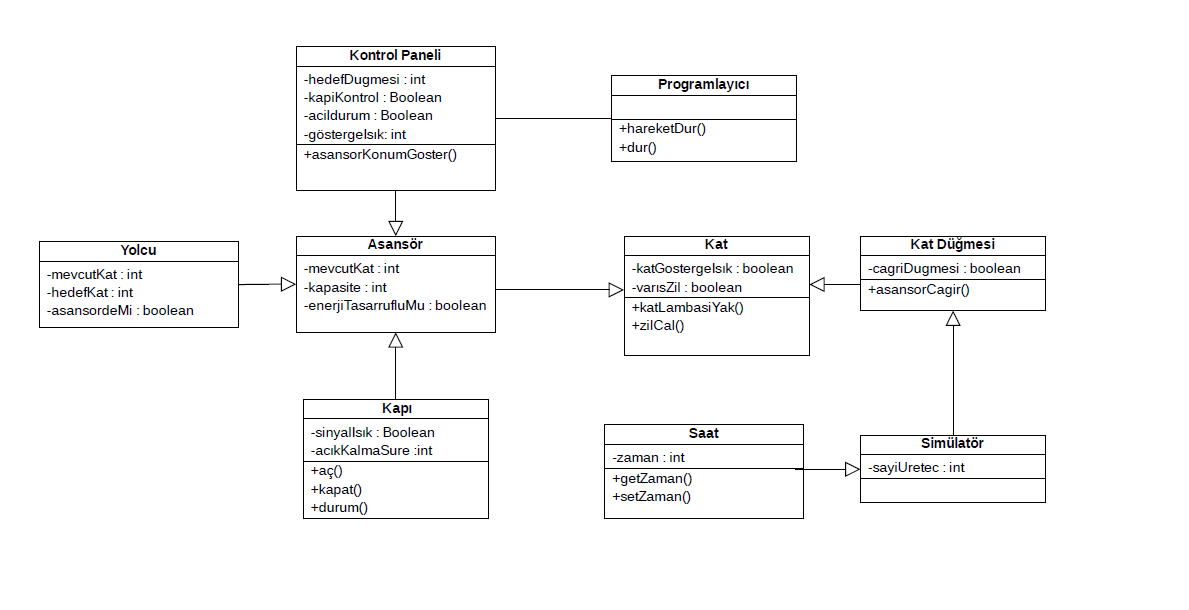 Kontrol Paneli
-hedefDugmesi : int
-kapiKontrol : Boolean
-acildurum : Boolean
-göstergeIsık: int
+asansorKonumGoster()
Programlayıcı
+hareketDur()
+dur()
Yolcu
-mevcutKat : int
-hedefKat : int
-asansordeMi : boolean
Asansör
-mevcutKat : int
-kapasite : int
-enerjiTasarrufluMu : boolean
Kat
-katGostergeIsık : boolean
-varısZil : boolean
+katLambasiYak()
+zilCal()
Kat Düğmesi
-cagriDugmesi : boolean
+asansorCagir()
Kapı
-sinyalIsık : Boolean
-acıkKalmaSure :int
+aç()
+kapat()
+durum()
Saat
-zaman : int
+getZaman()
+setZaman()
Simülatör
-sayiUretec : int